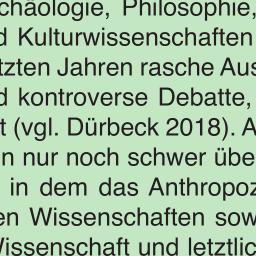 chäologie, Philosophie,
d Kulturwissenschaften
tzten Jahren rasche Aus
d kontroverse Debatte,
t (vgl. Dürbeck 2018). A
n nur noch schwer übe
in dem das Anthropoz
en Wissenschaften sow
Wissenschaft und letztlic